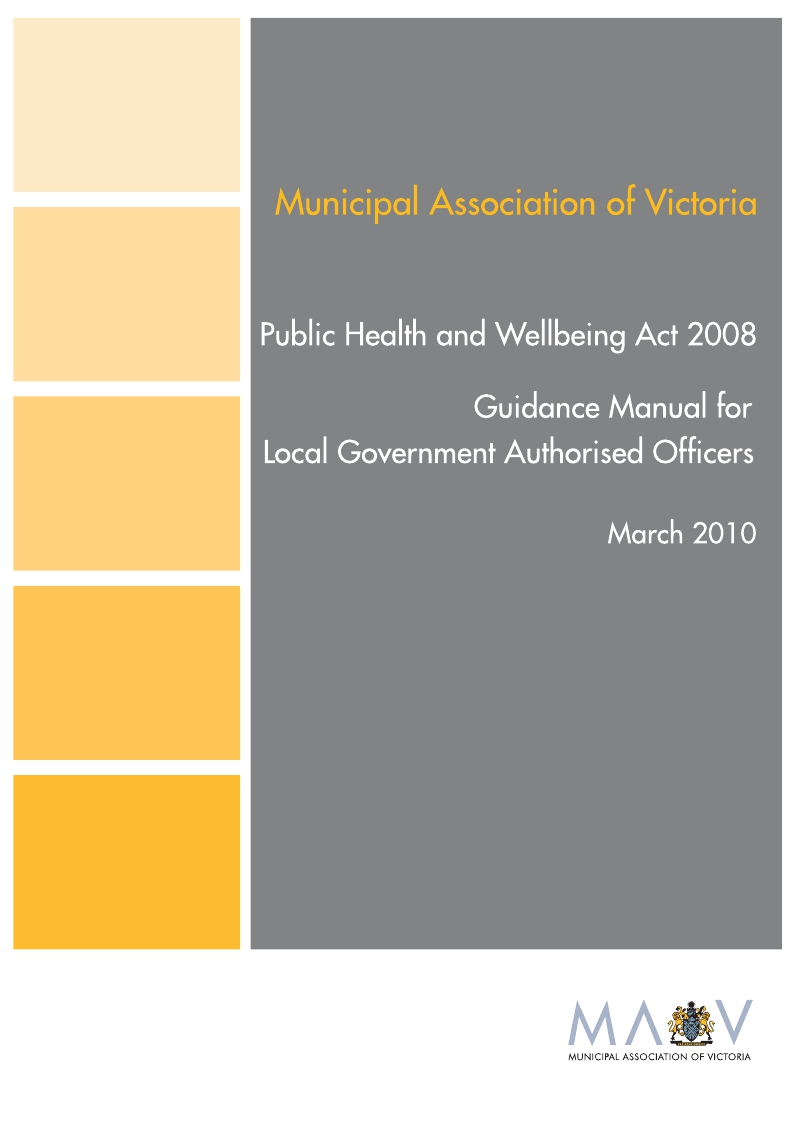 Municipal Association of Victoria
Public Health and Wellbeing Act 2008
Guidance Manual for
Local Government Authorised Officers
March 2010
MAV
MUNICIPAL ASSOCIATION OF VICTORIA